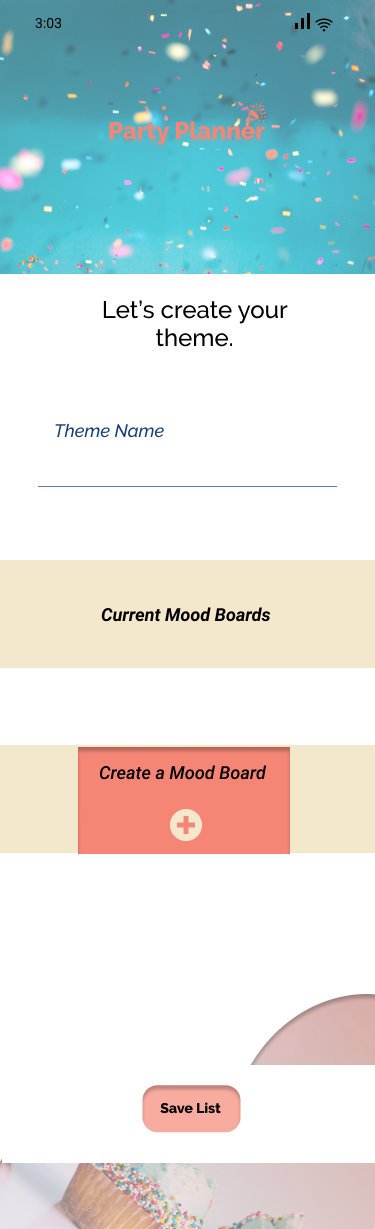 3:03
Party Planner
Let's create your
theme.
Theme Name
Current Mood Boards
Create a Mood Board
Save List